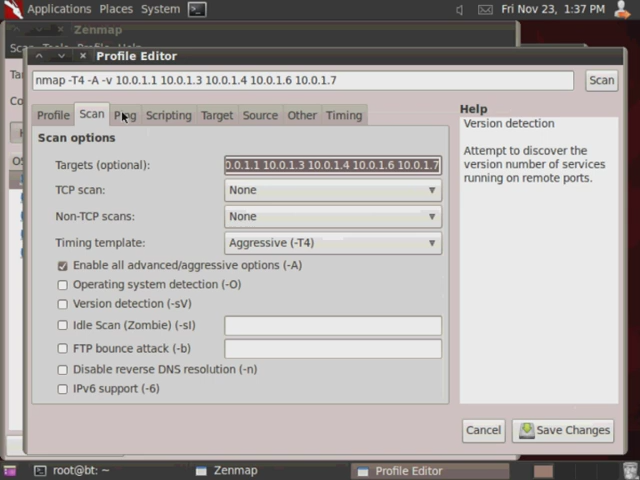 Applications Places System Fri Nov 23, 1:37 PM
Zenmap
Profile Editor
nmap -T4 -A -v 10.0.1.1 10.0.1.3 10.0.1.4 10.0.1.6 10.0.1.7 Scan
Profile Scan Ping Scripting Target Source Other Timing
Help
Version detection
Attempt to discover the
version number of services
running on remote ports.
Scan options
Targets (optional): 0.0.1.1 10.0.1.3 10.0.1.4 10.0.1.6 10.0.1.7
TCP scan: None
Non-TCP scans: None
Timing template: Aggressive (-T4)
Enable all advanced/aggressive options (-A)
Operating system detection (-O)
Version detection (-sV)
Idle Scan (Zombie) (-sI)
FTP bounce attack (-b)
Disable reverse DNS resolution (-n)
IPv6 support (-6)
Cancel Save Changes
root@bt: ~ Zenmap Profile Editor